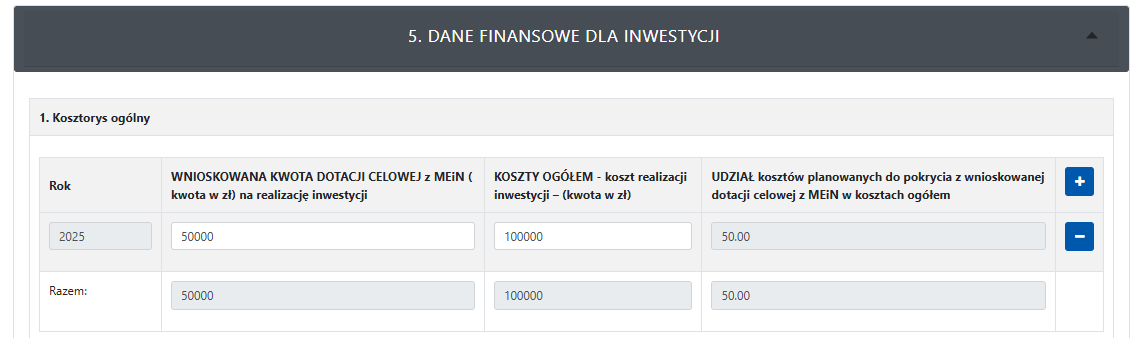 5. DANE FINANSOWE DLA INWESTYCJI
1. Kosztorys ogólny
Rok
WNIOSKOWANA KWOTA DOTACJI CELOWEJ z MEiN (
kwota w zł) na realizację inwestycji
KOSZTY OGÓŁEM - koszt realizacji
inwestycji – (kwota w zł)
UDZIAŁ kosztów planowanych do pokrycia z wnioskowanej
dotacji celowej z MEiN w kosztach ogółem
+
2025
50000
100000
50.00
−
Razem:
50000
100000
50.00